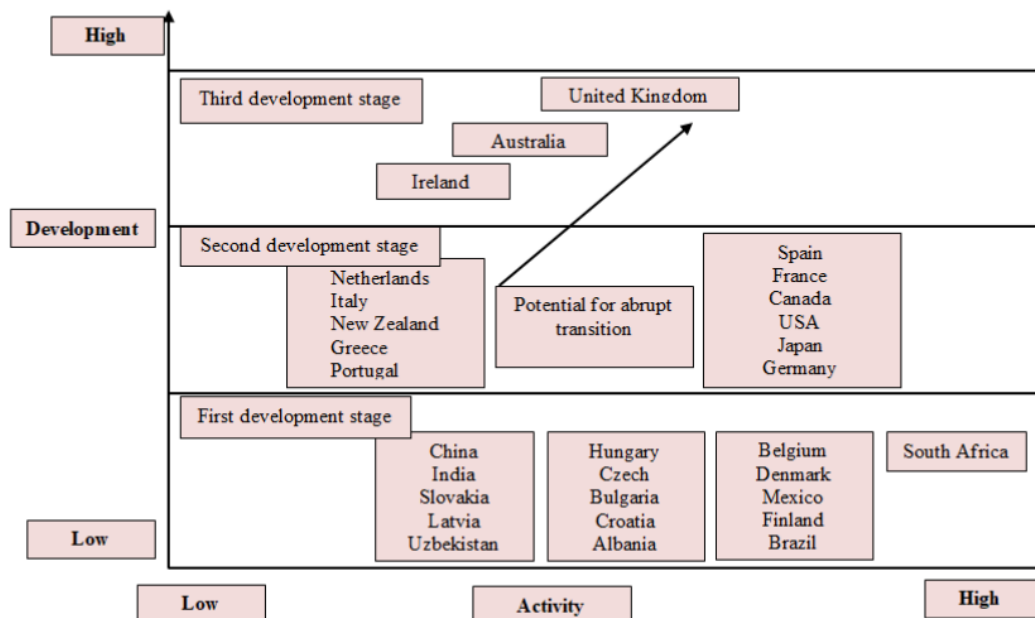 High
Third development stage
United Kingdom
Australia
Ireland
Development
Second development stage
Netherlands
Italy
New Zealand
Greece
Portugal
Potential for abrupt
transition
Spain
France
Canada
USA
Japan
Germany
First development stage
China
India
Slovakia
Latvia
Uzbekistan
Hungary
Czech
Bulgaria
Croatia
Albania
Belgium
Denmark
Mexico
Finland
Brazil
South Africa
Low
Low
Activity
High